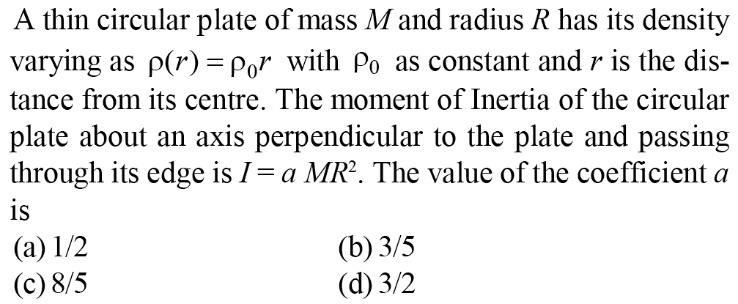 A thin circular plate of mass M and radius R has its density
varying as ρ(r) = ρ₀r with ρ₀ as constant and r is the dis-
tance from its centre. The moment of Inertia of the circular
plate about an axis perpendicular to the plate and passing
through its edge is I = a MR². The value of the coefficient a
is
(a) 1/2 (b) 3/5
(c) 8/5 (d) 3/2